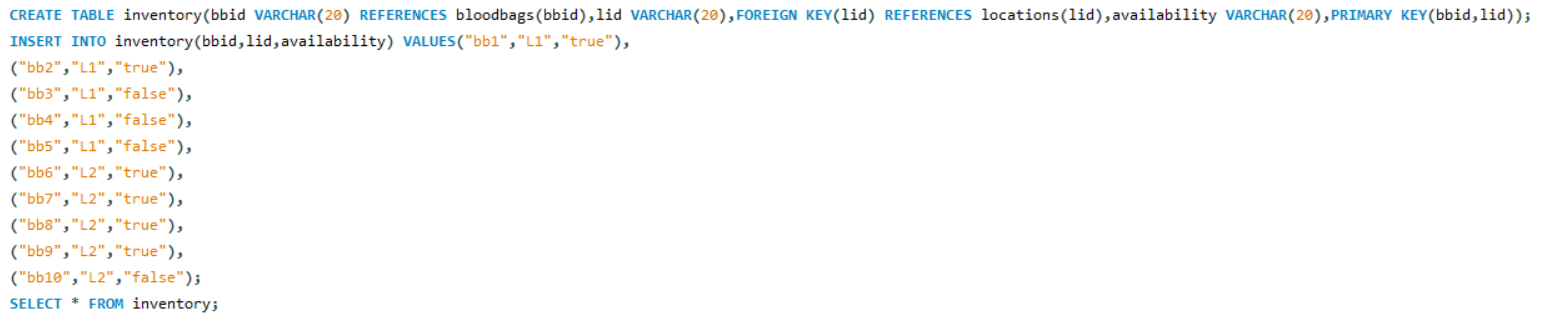 CREATE TABLE inventory(bbid VARCHAR(20) REFERENCES bloodbags(bbid),lid VARCHAR(20),FOREIGN KEY(lid) REFERENCES locations(lid),availability VARCHAR(20),PRIMARY KEY(bbid,lid));
INSERT INTO inventory(bbid,lid,availability) VALUES("bb1","L1","true"),
("bb2","L1","true"),
("bb3","L1","false"),
("bb4","L1","false"),
("bb5","L1","false"),
("bb6","L2","true"),
("bb7","L2","true"),
("bb8","L2","true"),
("bb9","L2","true"),
("bb10","L2","false");
SELECT * FROM inventory;